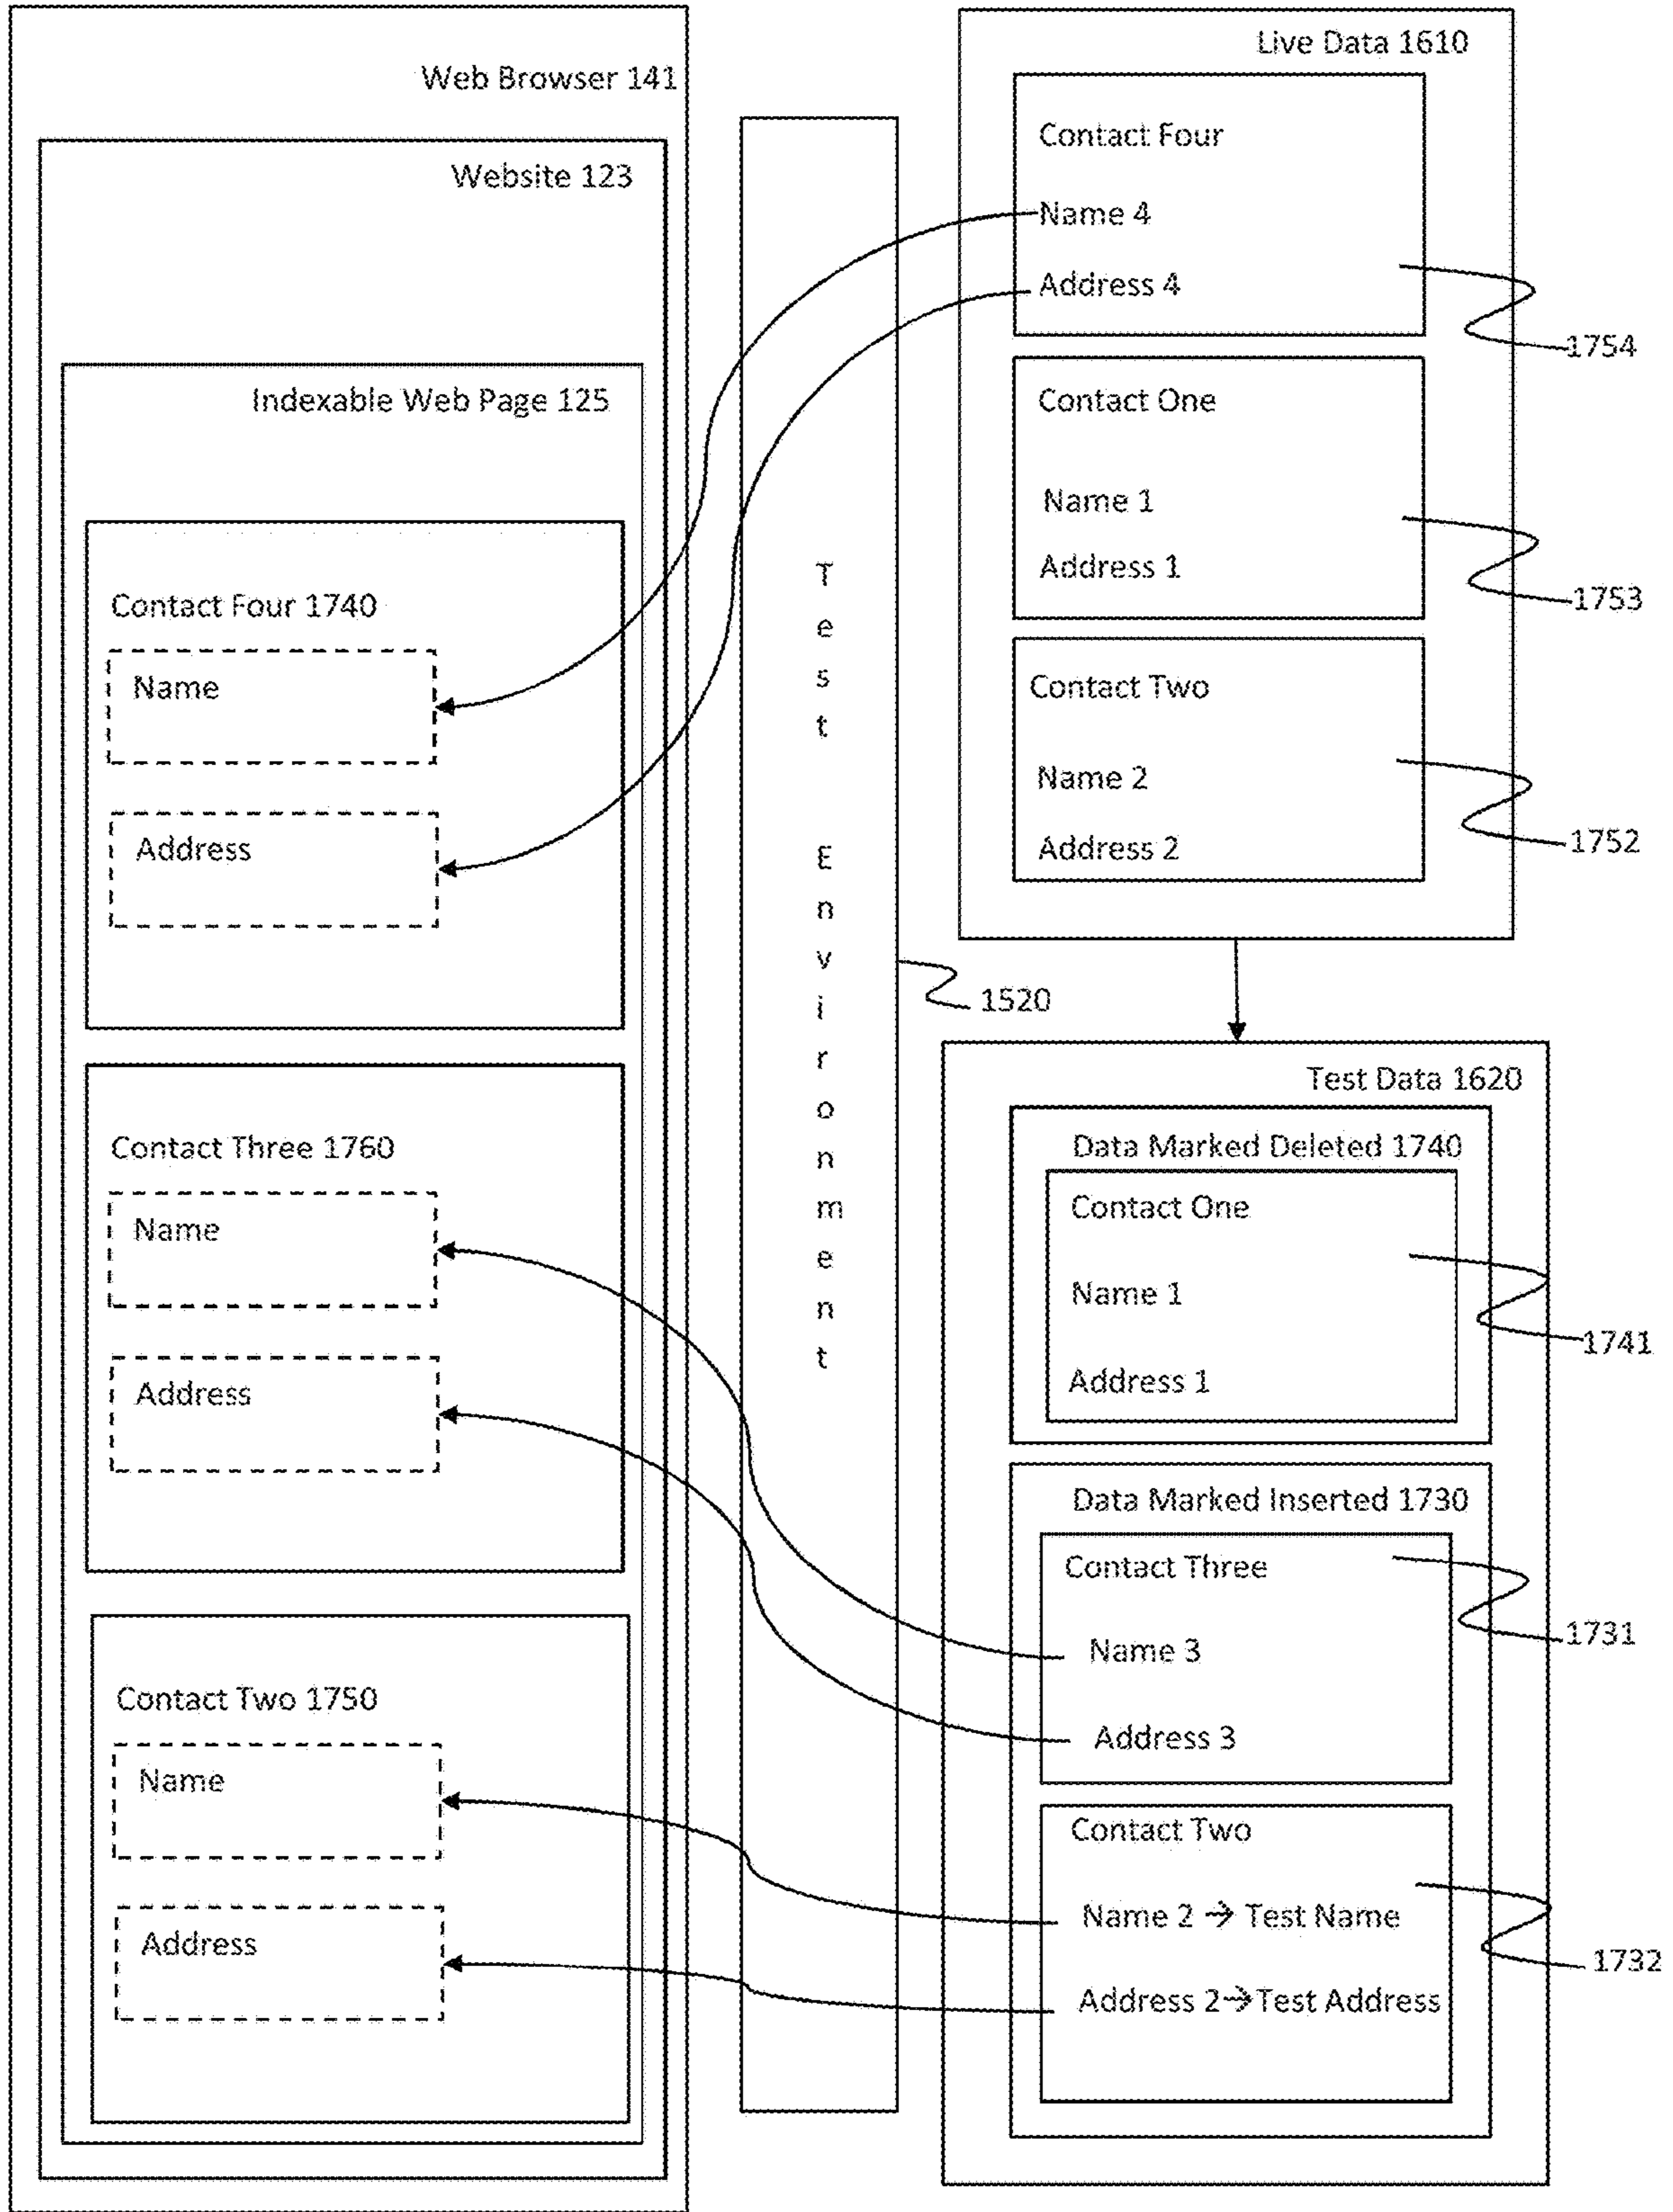 Web Browser 141
Website 123
Indexable Web Page 125
Contact Four 1740
Name
Address
Contact Three 1760
Name
Address
Contact Two 1750
Name
Address
Test Environment
1520
Live Data 1610
Contact Four
Name 4
Address 4
1754
Contact One
Name 1
Address 1
1753
Contact Two
Name 2
Address 2
1752
Test Data 1620
Data Marked Deleted 1740
Contact One
Name 1
Address 1
1741
Data Marked Inserted 1730
Contact Three
Name 3
Address 3
1731
Contact Two
Name 2 → Test Name
Address 2→Test Address
1732